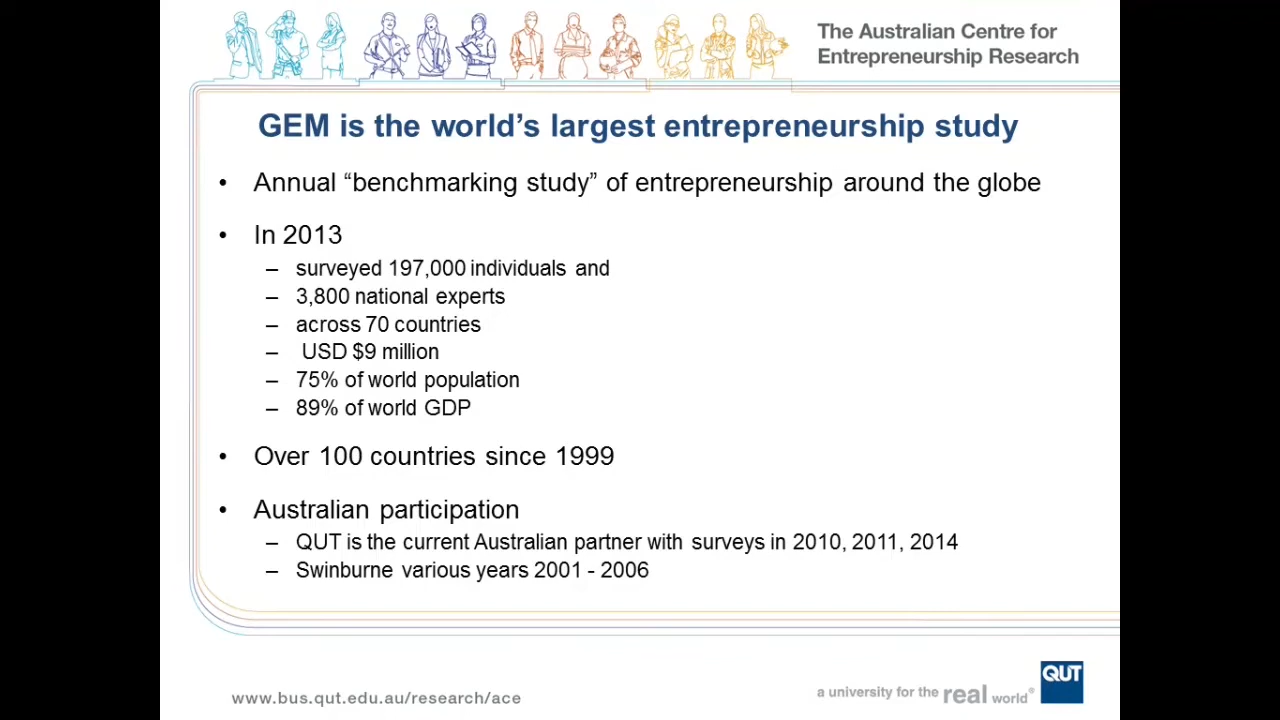 The Australian Centre for
Entrepreneurship Research
GEM is the world’s largest entrepreneurship study
• Annual “benchmarking study” of entrepreneurship around the globe
• In 2013
– surveyed 197,000 individuals and
– 3,800 national experts
– across 70 countries
– USD $9 million
– 75% of world population
– 89% of world GDP
• Over 100 countries since 1999
• Australian participation
– QUT is the current Australian partner with surveys in 2010, 2011, 2014
– Swinburne various years 2001 - 2006
www.bus.qut.edu.au/research/ace
a university for the real world®
QUT